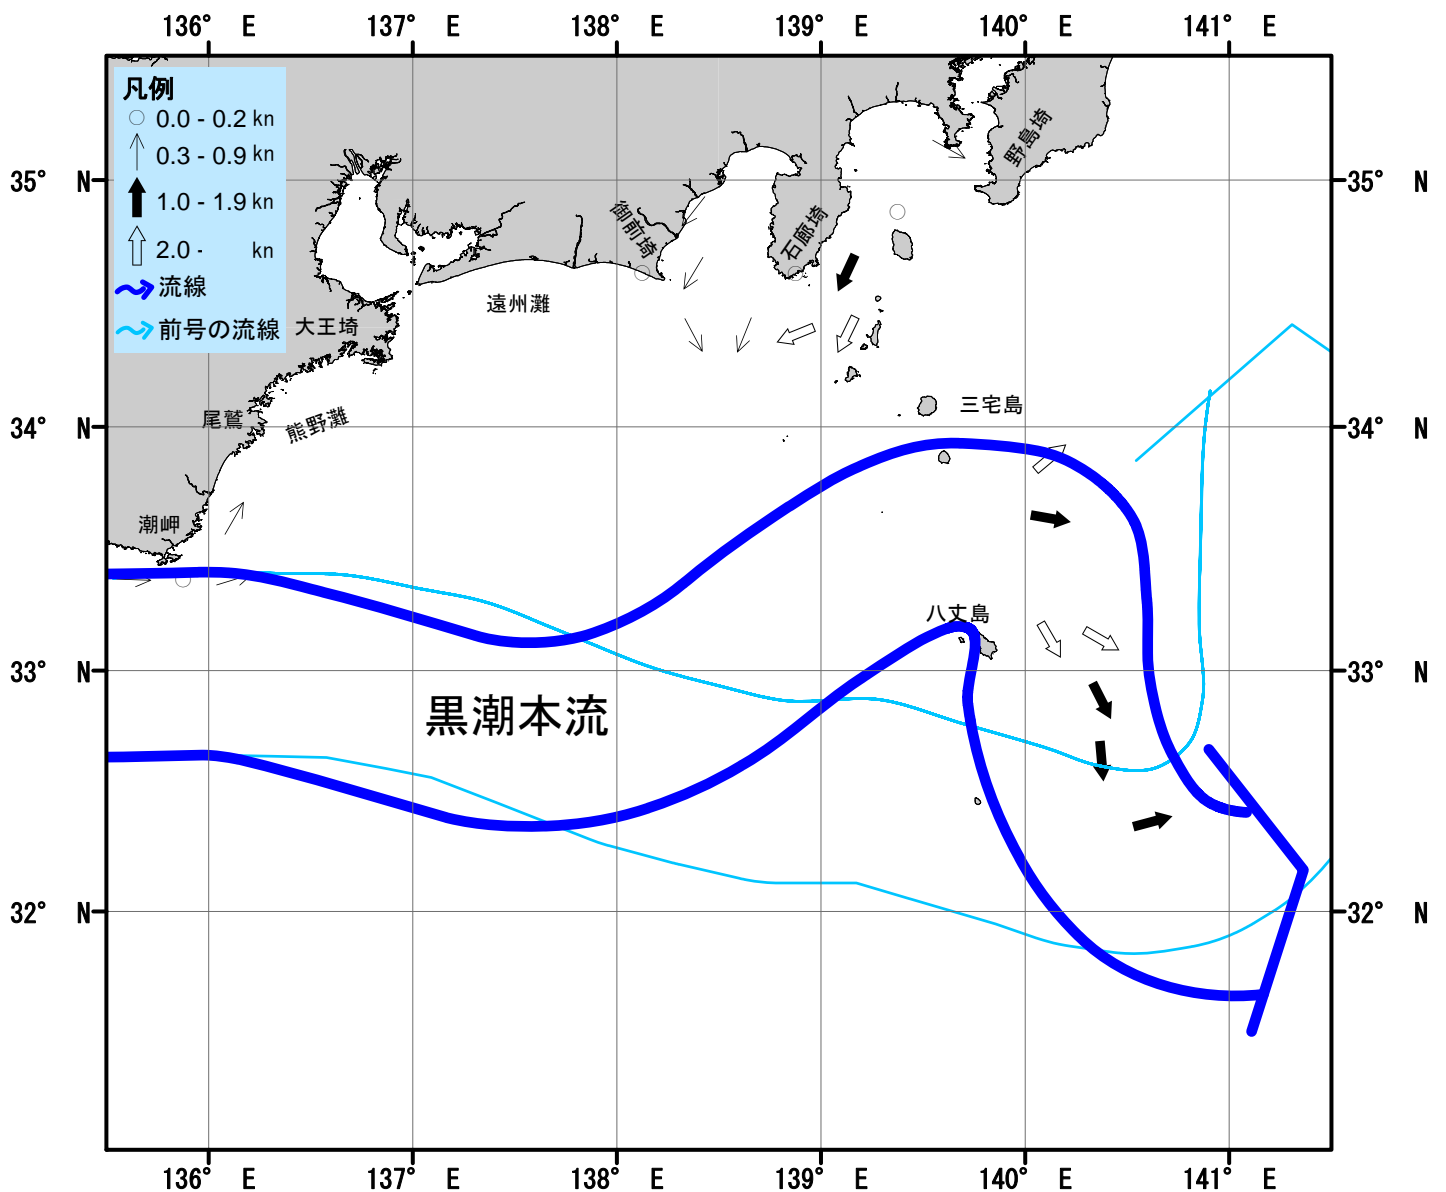 136° E 137° E 138° E 139° E 140° E 141° E
凡例
0.0 - 0.2 kn
0.3 - 0.9 kn
1.0 - 1.9 kn
2.0 - kn
流線
前号の流線
野島埼
35° N
35° N
御前埼
石廊埼
遠州灘
大王埼
三宅島
尾鷲
熊野灘
34° N
34° N
潮岬
八丈島
33° N
33° N
黒潮本流
32° N
32° N
136° E 137° E 138° E 139° E 140° E 141° E